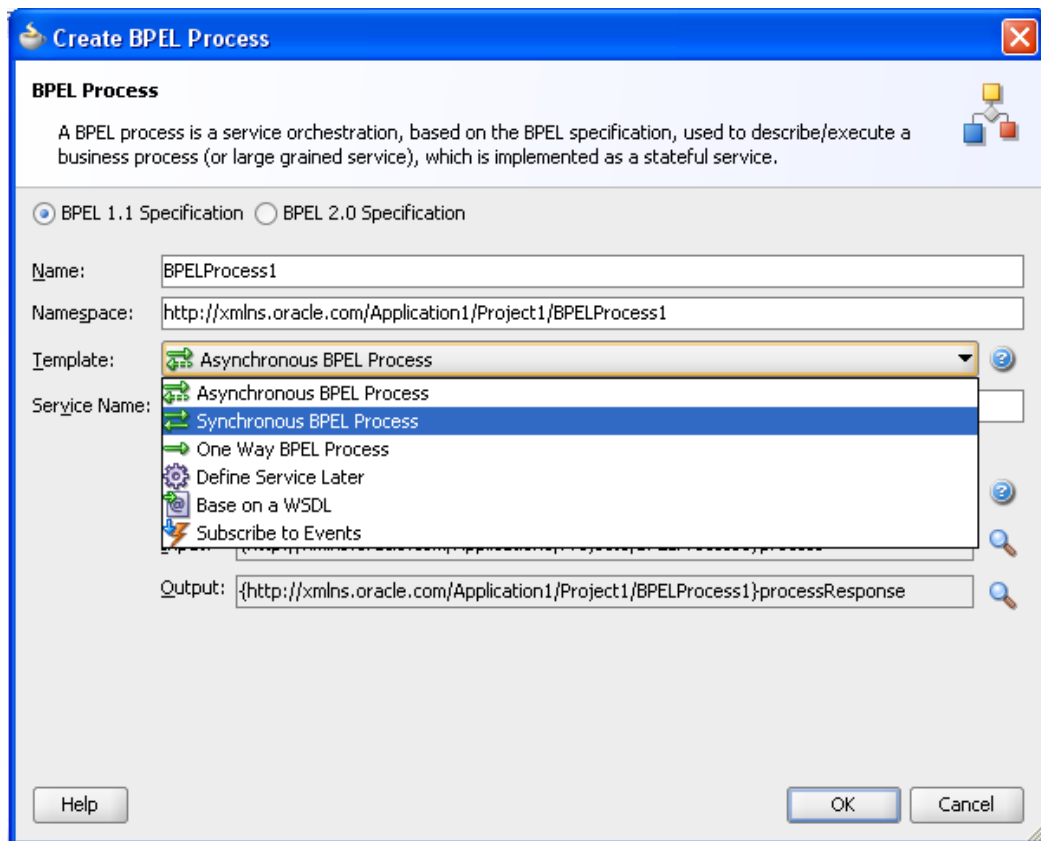 Create BPEL Process
BPEL Process
A BPEL process is a service orchestration, based on the BPEL specification, used to describe/execute a
business process (or large grained service), which is implemented as a stateful service.
BPEL 1.1 Specification BPEL 2.0 Specification
Name: BPELProcess1
Namespace: http://xmlns.oracle.com/Application1/Project1/BPELProcess1
Template: Asynchronous BPEL Process
Asynchronous BPEL Process
Service Name:
Synchronous BPEL Process
One Way BPEL Process
Define Service Later
Base on a WSDL
Subscribe to Events
Output: {http://xmlns.oracle.com/Application1/Project1/BPELProcess1}processResponse
Help OK Cancel